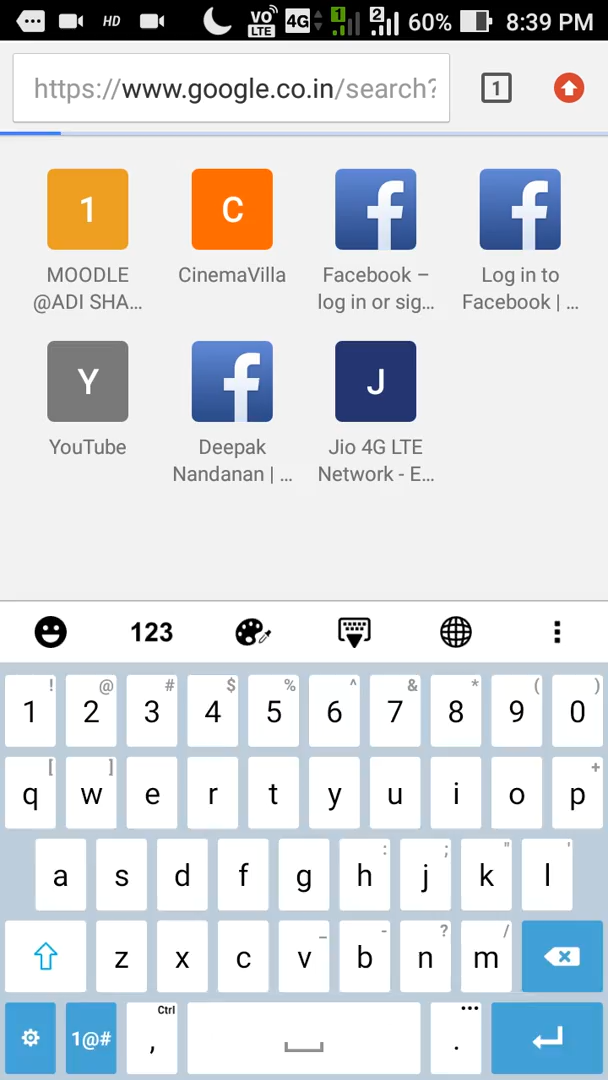 HD VO LTE 4G 1 2 60% 8:39 PM
https://www.google.co.in/search? 1
1 C f f
MOODLE @ADI SHA...
CinemaVilla
Facebook – log in or sig...
Log in to Facebook | ...
Y f J
YouTube
Deepak Nandanan | ...
Jio 4G LTE Network - E...
123
! @ # $ % ^ & * ( )
1 2 3 4 5 6 7 8 9 0
[ ] +
q w e r t y u i o p
: ; " '
a s d f g h j k l
_ - ? /
z x c v b n m
Ctrl ...
1@# , .